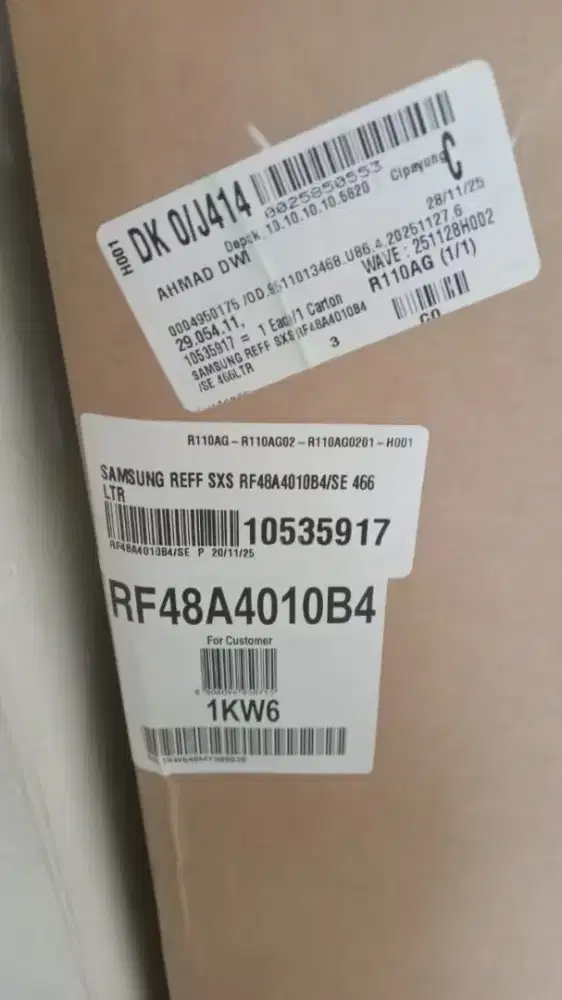 H001
DK 0/J414
0025850553
Depok 10.10.10.10.5820 Cipayung C
AHMAD DWI 28/11/25
0004950175 /OD.9511013468.U86.4.20251127.6
29.054.11, WAVE : 251128H002
10535917 = 1 Each/1 Carton R110AG (1/1)
SAMSUNG REFF SXS RF48A4010B4
/SE 466LTR 3 CO
R110AG – R110AG02 – R110AG0201 – H001
SAMSUNG REFF SXS RF48A4010B4/SE 466
LTR
10535917
RF48A4010B4/SE P 20/11/25
RF48A4010B4
For Customer
1KW6